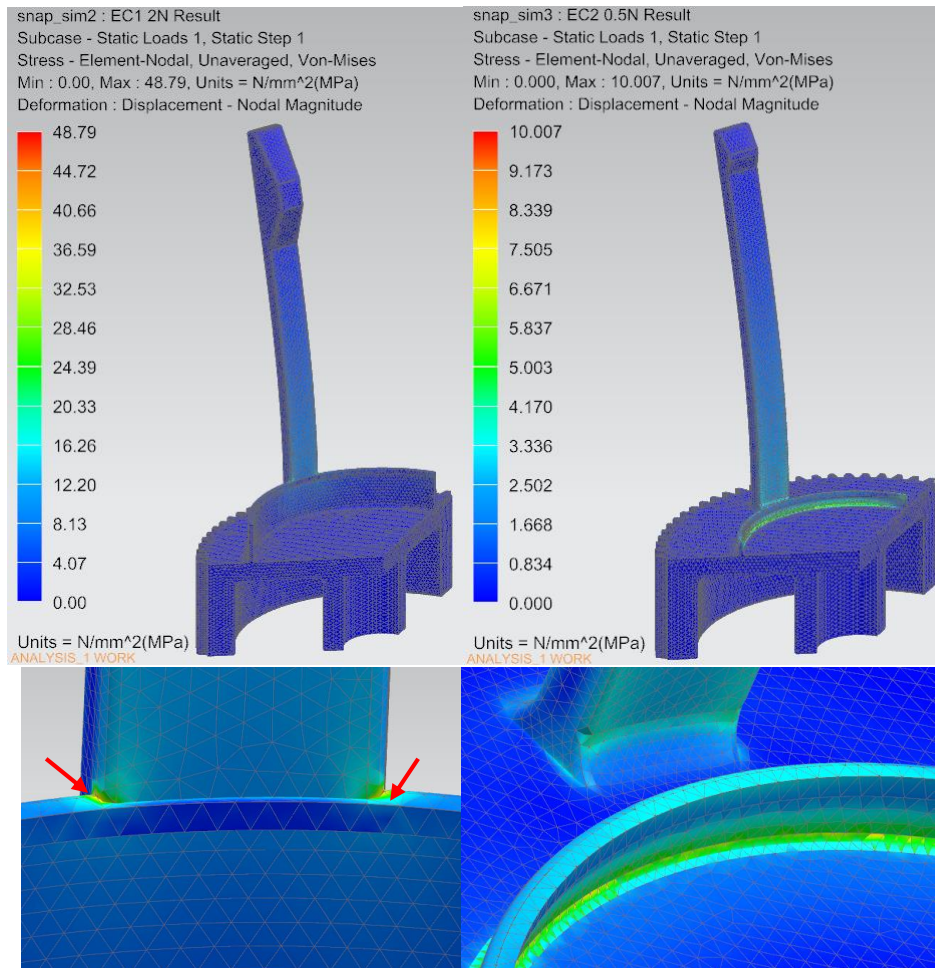 snap_sim2 : EC1 2N Result
Subcase - Static Loads 1, Static Step 1
Stress - Element-Nodal, Unaveraged, Von-Mises
Min : 0.00, Max : 48.79, Units = N/mm^2(MPa)
Deformation : Displacement - Nodal Magnitude
48.79
44.72
40.66
36.59
32.53
28.46
24.39
20.33
16.26
12.20
8.13
4.07
0.00
Units = N/mm^2(MPa)
ANALYSIS_1 WORK
snap_sim3 : EC2 0.5N Result
Subcase - Static Loads 1, Static Step 1
Stress - Element-Nodal, Unaveraged, Von-Mises
Min : 0.000, Max : 10.007, Units = N/mm^2(MPa)
Deformation : Displacement - Nodal Magnitude
10.007
9.173
8.339
7.505
6.671
5.837
5.003
4.170
3.336
2.502
1.668
0.834
0.000
Units = N/mm^2(MPa)
ANALYSIS_1 WORK